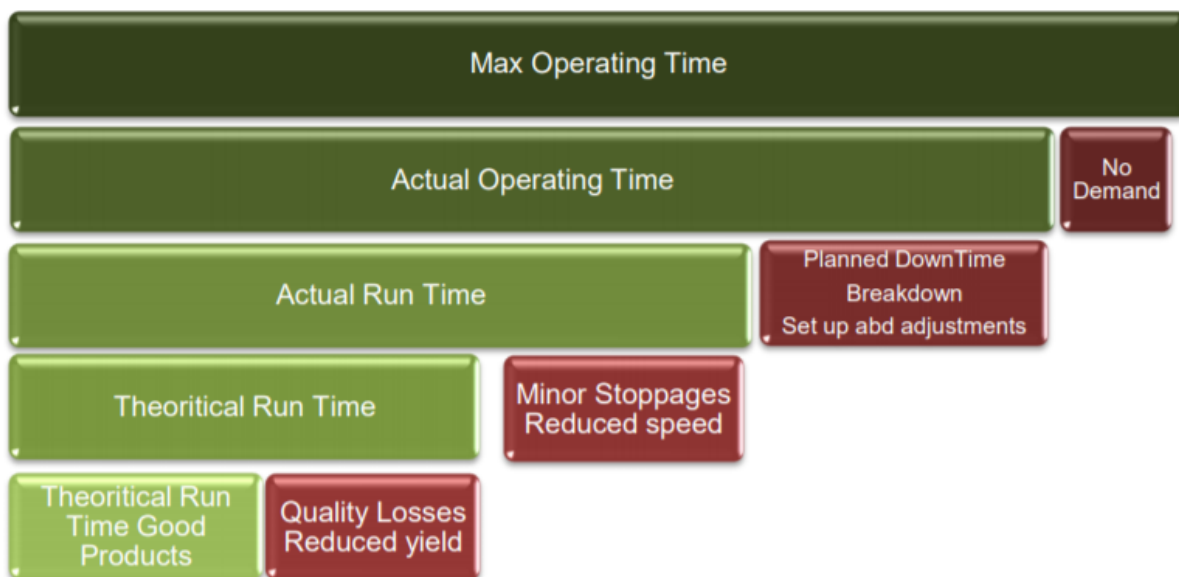 Max Operating Time
Actual Operating Time
No
Demand
Actual Run Time
Planned DownTime
Breakdown
Set up abd adjustments
Theoritical Run Time
Minor Stoppages
Reduced speed
Theoritical Run
Time Good
Products
Quality Losses
Reduced yield